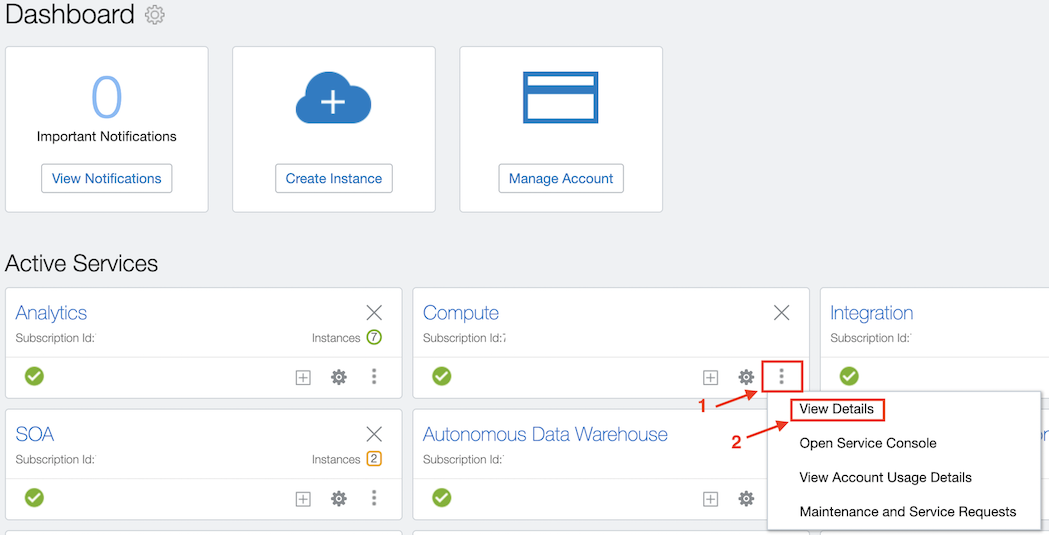 Dashboard
0
Important Notifications
View Notifications
Create Instance
Manage Account
Active Services
Analytics
Subscription Id:
Instances 7
Compute
Subscription Id:
Integration
Subscription Id:
1
View Details
2
Open Service Console
View Account Usage Details
Maintenance and Service Requests
SOA
Subscription Id:
Instances 2
Autonomous Data Warehouse
Subscription Id: